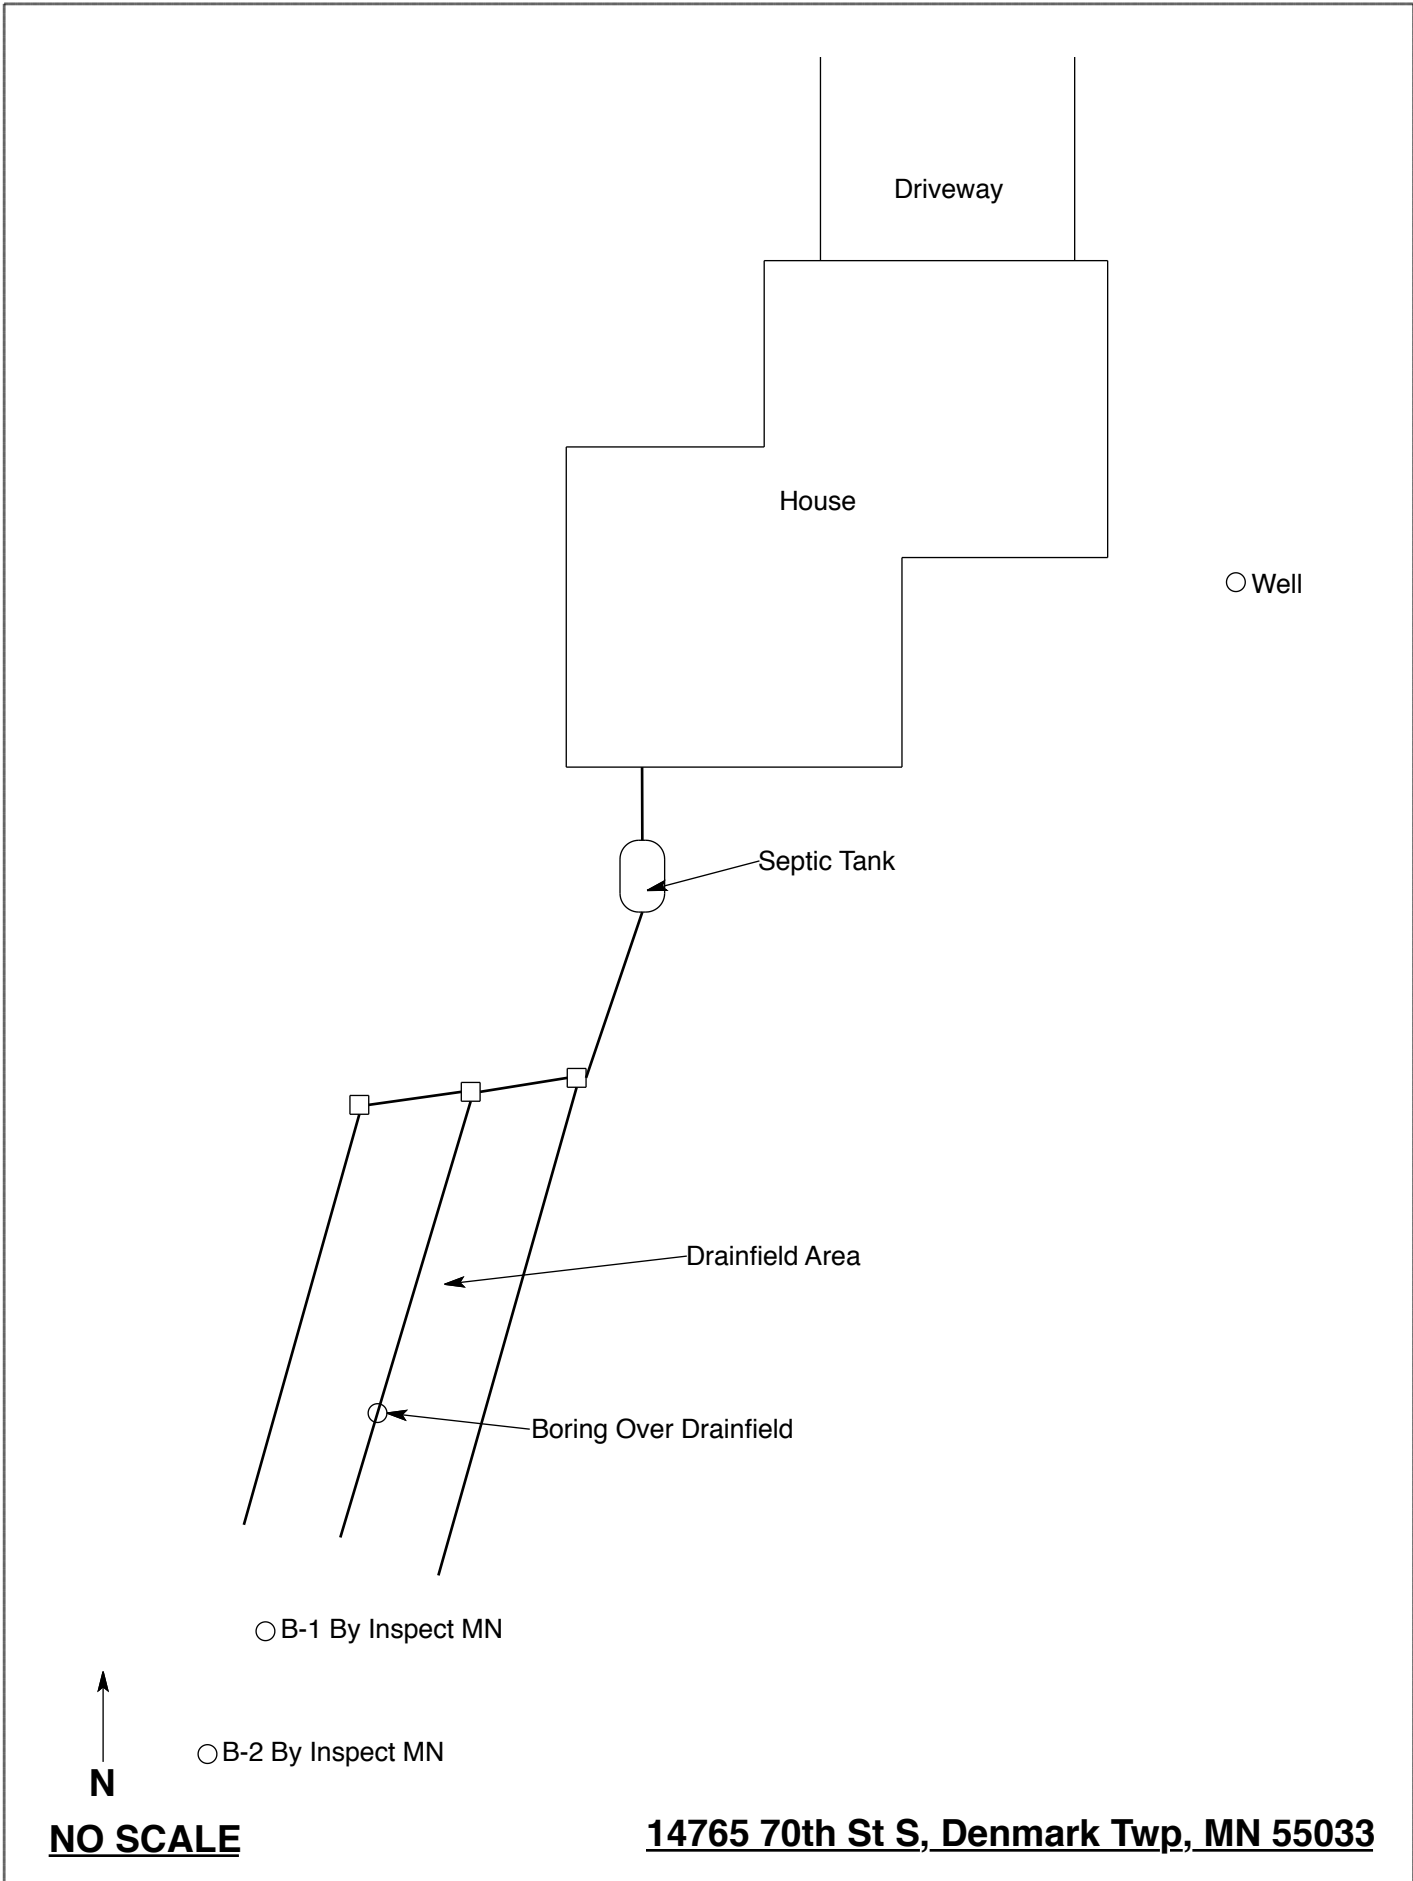 Driveway
House
Well
Septic Tank
Drainfield Area
Boring Over Drainfield
B-1 By Inspect MN
B-2 By Inspect MN
N
NO SCALE
14765 70th St S, Denmark Twp, MN 55033